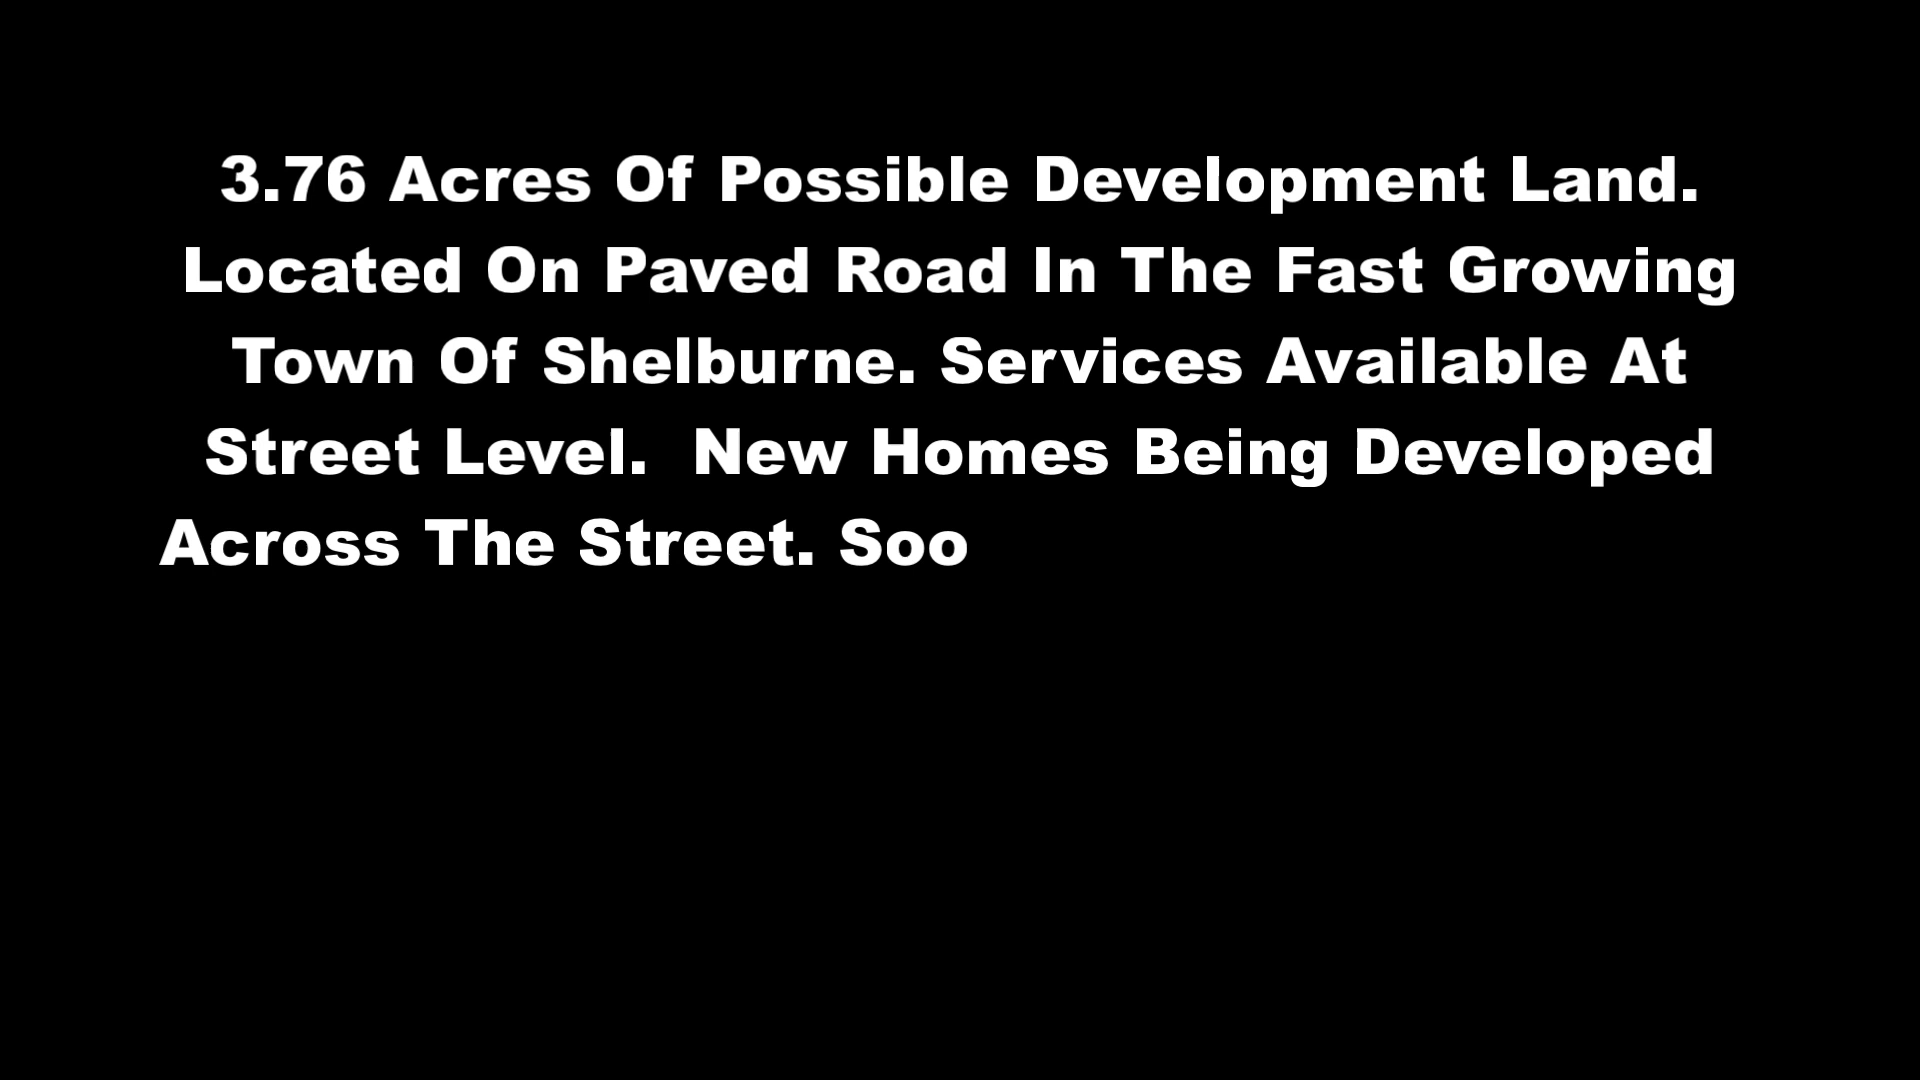 3.76 Acres Of Possible Development Land.
Located On Paved Road In The Fast Growing
Town Of Shelburne. Services Available At
Street Level.  New Homes Being Developed
Across The Street. Soo